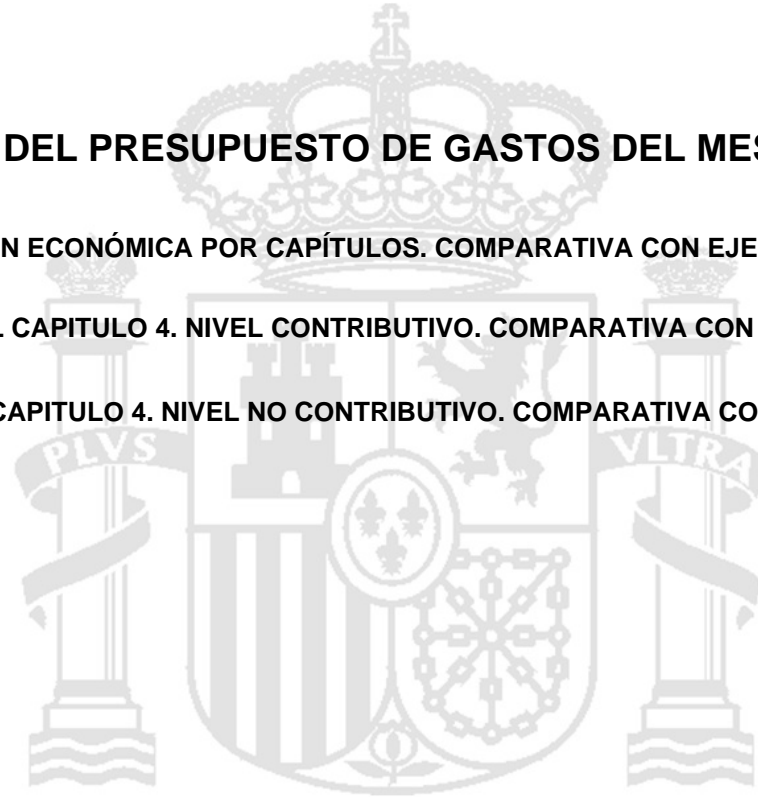 DEL PRESUPUESTO DE GASTOS DEL MES
N ECONÓMICA POR CAPÍTULOS. COMPARATIVA CON EJE
CAPITULO 4. NIVEL CONTRIBUTIVO. COMPARATIVA CON
CAPITULO 4. NIVEL NO CONTRIBUTIVO. COMPARATIVA CO
PLVS
VLTRA